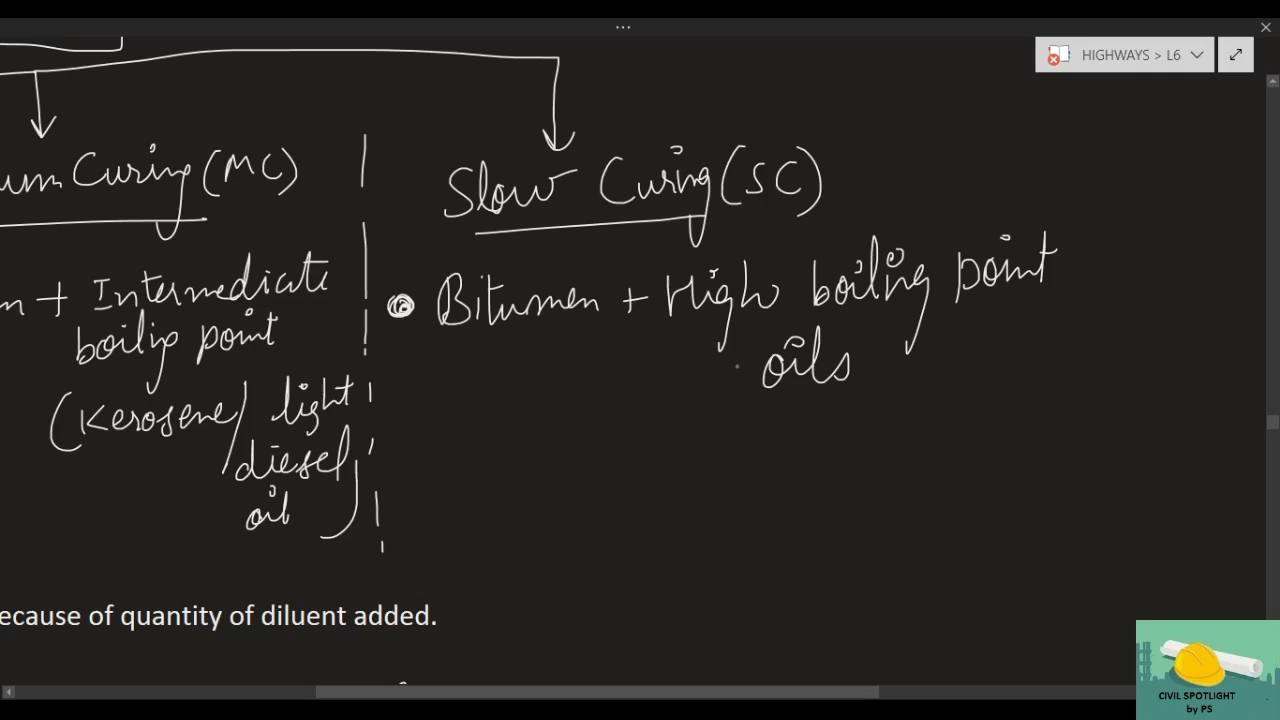 HIGHWAYS > L6
um Curing (MC)
Slow Curing (SC)
n + Intermediate
boilig point
(Kerosene/ light
diesel
oil)
Bitumen + High boiling point
oils
ecause of quantity of diluent added.
CIVIL SPOTLIGHT
by PS